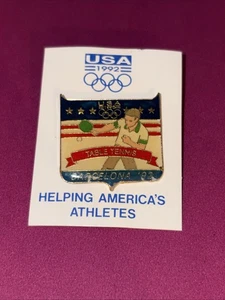 USA
1992
USA
TABLE TENNIS
BARCELONA '92
HELPING AMERICA'S
ATHLETES